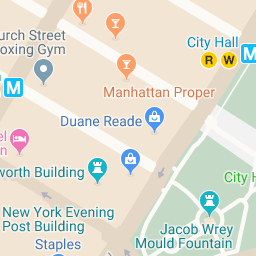 urch Street
oxing Gym
City Hall
R W
M
M
Manhattan Proper
Duane Reade
el
n
worth Building
City H
New York Evening
Post Building
Jacob Wrey
Mould Fountain
Staples